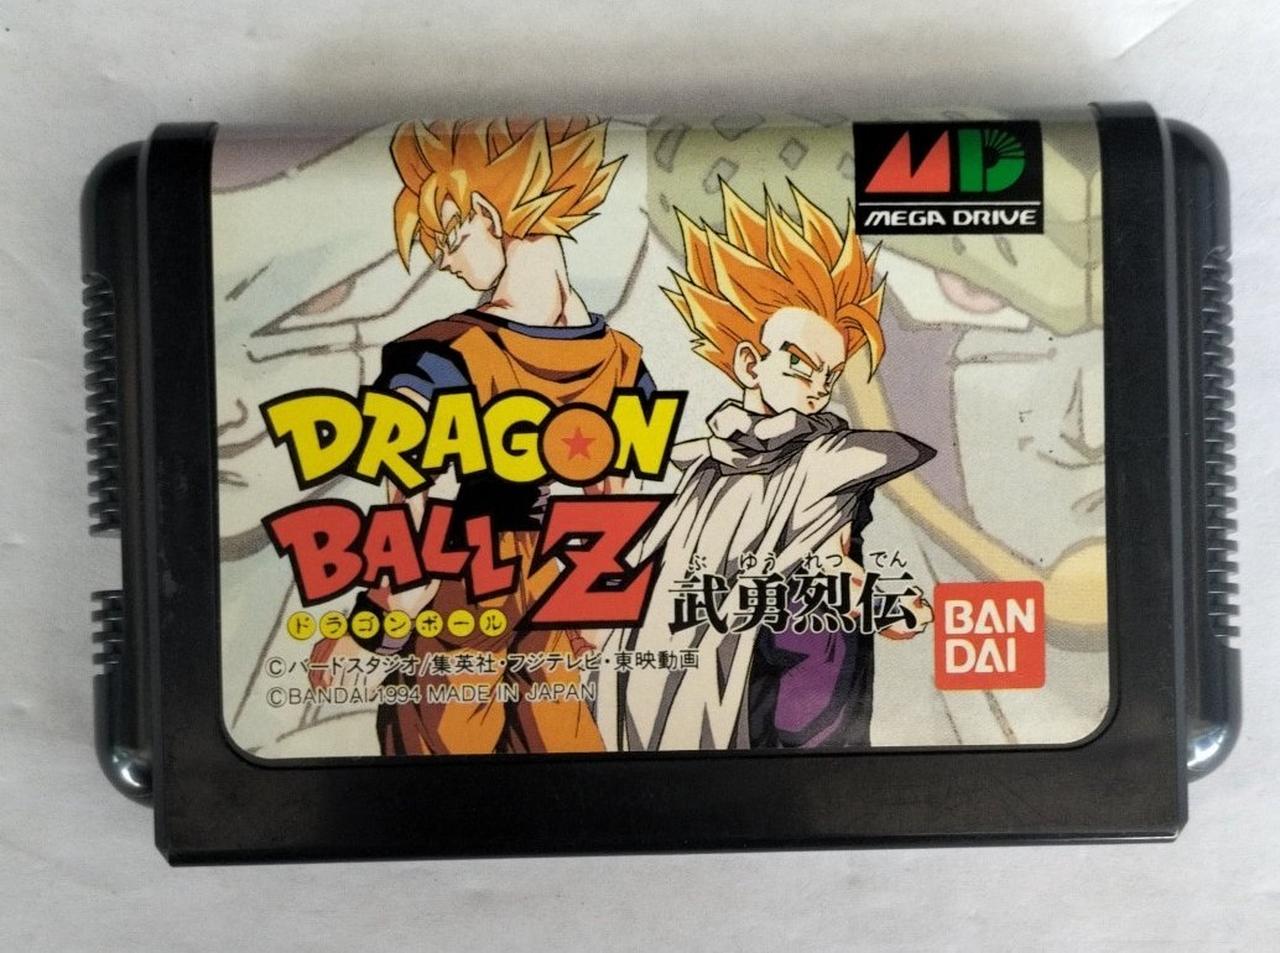 MD
MEGA DRIVE
DRAGON
BALL Z
ドラゴンボール
ぶゆうれつでん
武勇烈伝
BAN
DAI
©バードスタジオ/集英社・フジテレビ・東映動画
©BANDAI 1994 MADE IN JAPAN